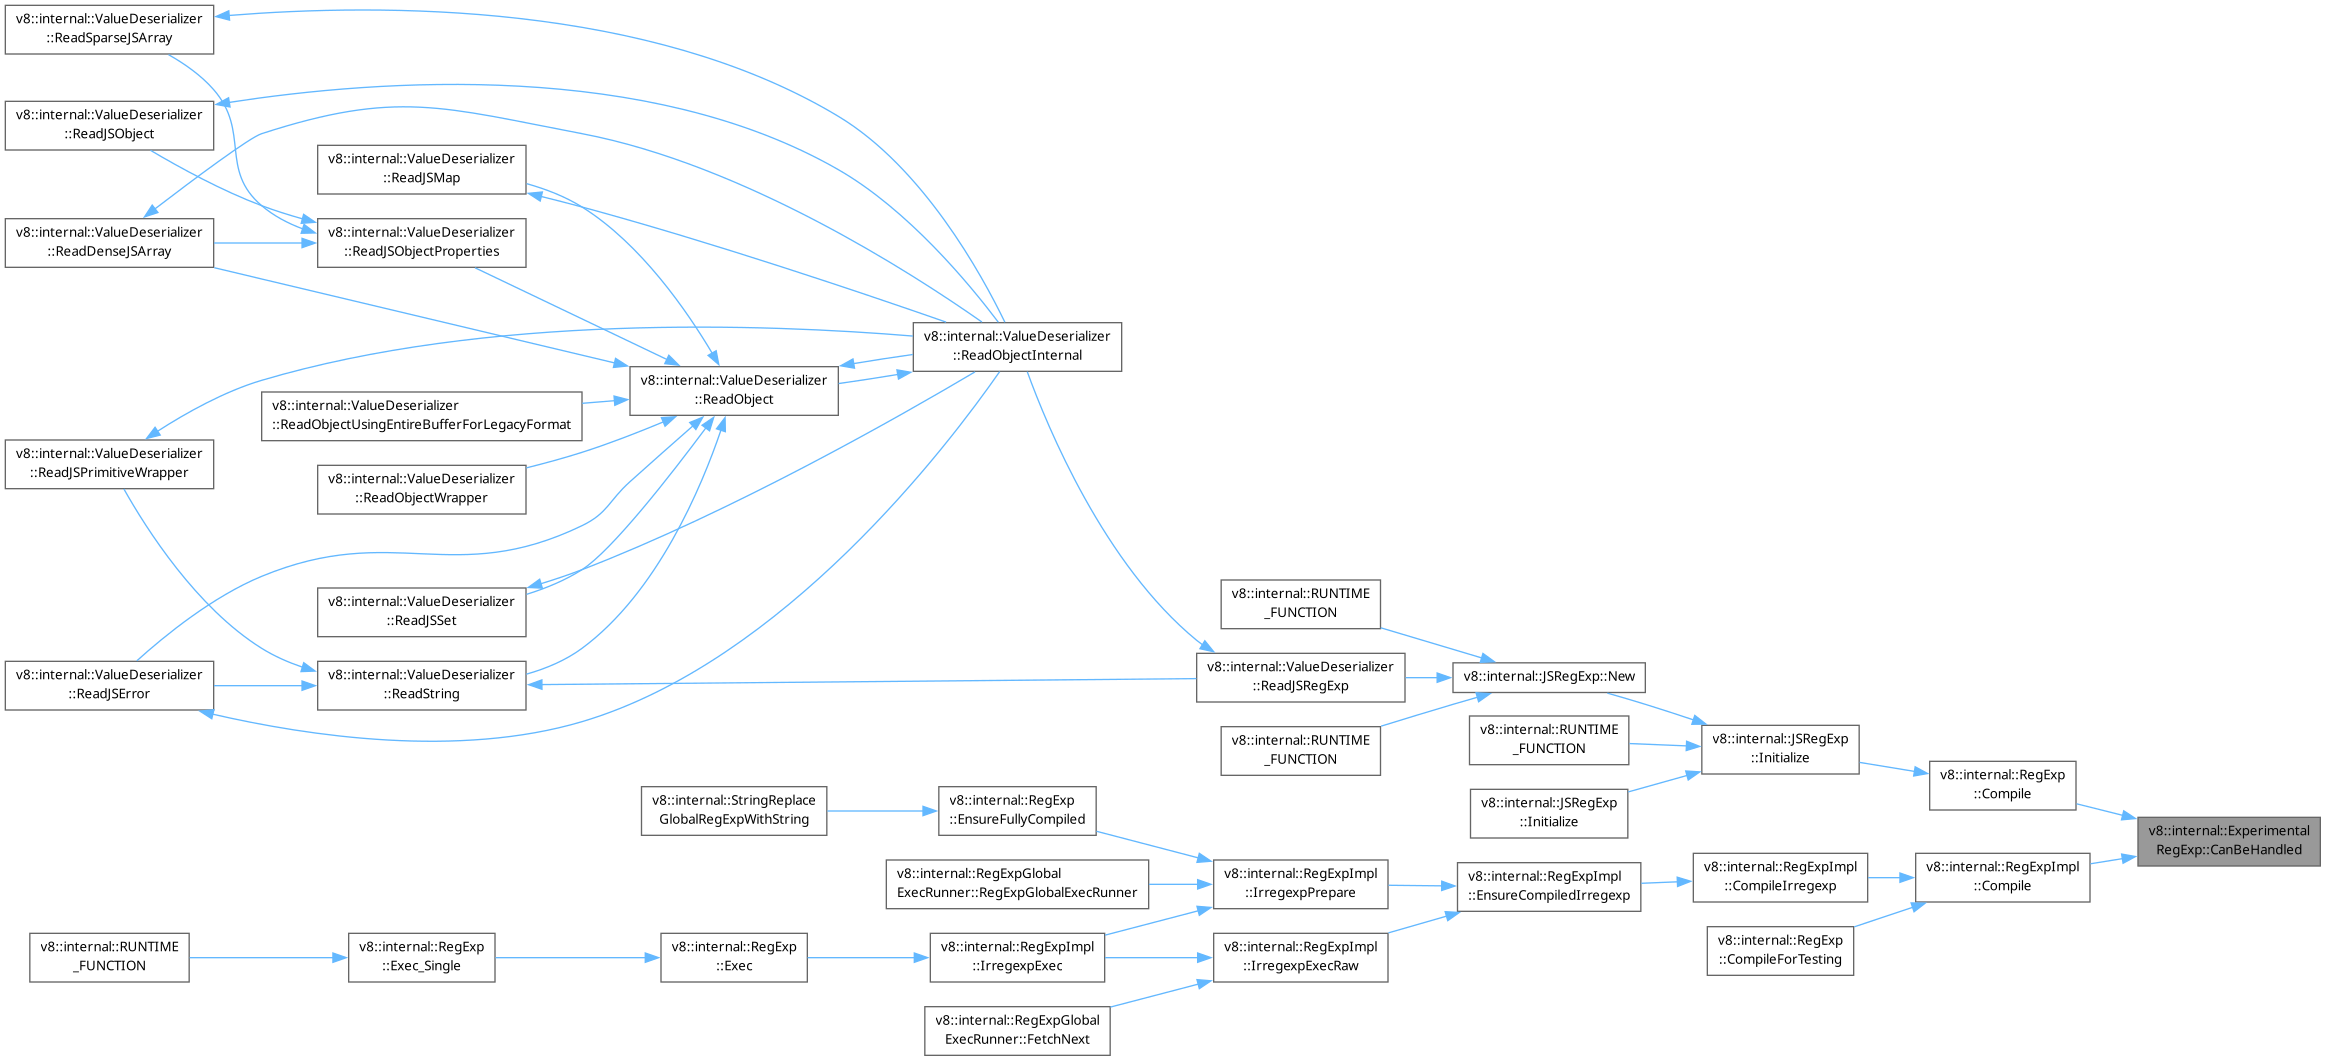 v8::internal::ValueDeserializer
::ReadSparseJSArray
v8::internal::ValueDeserializer
::ReadJSObject
v8::internal::ValueDeserializer
::ReadJSMap
v8::internal::ValueDeserializer
::ReadDenseJSArray
v8::internal::ValueDeserializer
::ReadJSObjectProperties
v8::internal::ValueDeserializer
::ReadObjectInternal
v8::internal::ValueDeserializer
::ReadObject
v8::internal::ValueDeserializer
::ReadObjectUsingEntireBufferForLegacyFormat
v8::internal::ValueDeserializer
::ReadJSPrimitiveWrapper
v8::internal::ValueDeserializer
::ReadObjectWrapper
v8::internal::ValueDeserializer
::ReadJSSet
v8::internal::RUNTIME
_FUNCTION
v8::internal::ValueDeserializer
::ReadJSError
v8::internal::ValueDeserializer
::ReadString
v8::internal::ValueDeserializer
::ReadJSRegExp
v8::internal::JSRegExp::New
v8::internal::RUNTIME
_FUNCTION
v8::internal::RUNTIME
_FUNCTION
v8::internal::JSRegExp
::Initialize
v8::internal::RegExp
::Compile
v8::internal::StringReplace
GlobalRegExpWithString
v8::internal::RegExp
::EnsureFullyCompiled
v8::internal::JSRegExp
::Initialize
v8::internal::Experimental
RegExp::CanBeHandled
v8::internal::RegExpGlobal
ExecRunner::RegExpGlobalExecRunner
v8::internal::RegExpImpl
::IrregexpPrepare
v8::internal::RegExpImpl
::EnsureCompiledIrregexp
v8::internal::RegExpImpl
::CompileIrregexp
v8::internal::RegExpImpl
::Compile
v8::internal::RUNTIME
_FUNCTION
v8::internal::RegExp
::Exec_Single
v8::internal::RegExp
::Exec
v8::internal::RegExpImpl
::IrregexpExec
v8::internal::RegExpImpl
::IrregexpExecRaw
v8::internal::RegExp
::CompileForTesting
v8::internal::RegExpGlobal
ExecRunner::FetchNext